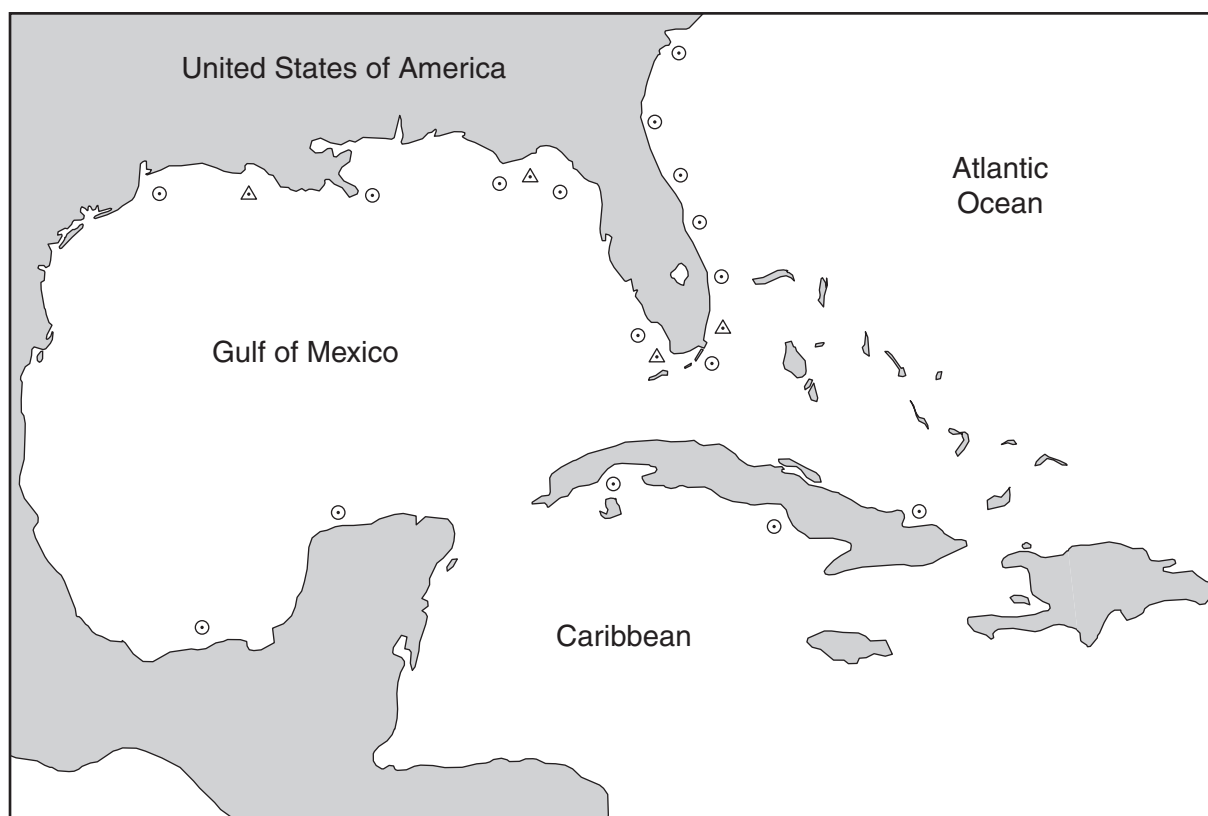 United States of America
Atlantic
Ocean
Gulf of Mexico
Caribbean